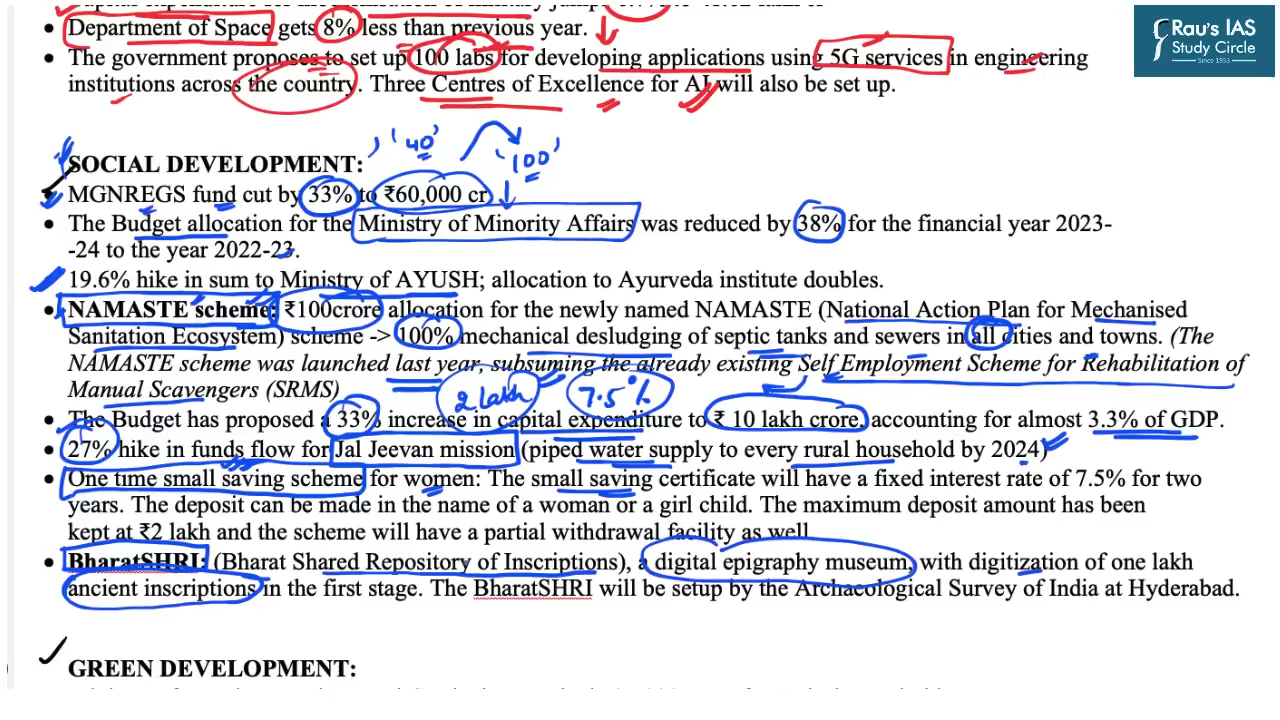 Department of Space gets 8% less than previous year.
The government proposes to set up 100 labs for developing applications using 5G services in engineering
institutions across the country. Three Centres of Excellence for AI will also be set up.
Rau's IAS
Study Circle
Since 1953
'40'
'100'
SOCIAL DEVELOPMENT:
• MGNREGS fund cut by 33% to ₹60,000 cr
• The Budget allocation for the Ministry of Minority Affairs was reduced by 38% for the financial year 2023-
-24 to the year 2022-23.
19.6% hike in sum to Ministry of AYUSH; allocation to Ayurveda institute doubles.
• NAMASTE scheme: ₹100crore allocation for the newly named NAMASTE (National Action Plan for Mechanised
Sanitation Ecosystem) scheme -> 100% mechanical desludging of septic tanks and sewers in all cities and towns. (The
NAMASTE scheme was launched last year, subsuming the already existing Self Employment Scheme for Rehabilitation of
Manual Scavengers (SRMS)
2 lakh
7.5%
• The Budget has proposed a 33% increase in capital expenditure to ₹ 10 lakh crore, accounting for almost 3.3% of GDP.
• 27% hike in funds flow for Jal Jeevan mission (piped water supply to every rural household by 2024)
• One time small saving scheme for women: The small saving certificate will have a fixed interest rate of 7.5% for two
years. The deposit can be made in the name of a woman or a girl child. The maximum deposit amount has been
kept at ₹2 lakh and the scheme will have a partial withdrawal facility as well
• BharatSHRI: (Bharat Shared Repository of Inscriptions), a digital epigraphy museum, with digitization of one lakh
ancient inscriptions in the first stage. The BharatSHRI will be setup by the Archaeological Survey of India at Hyderabad.
GREEN DEVELOPMENT: